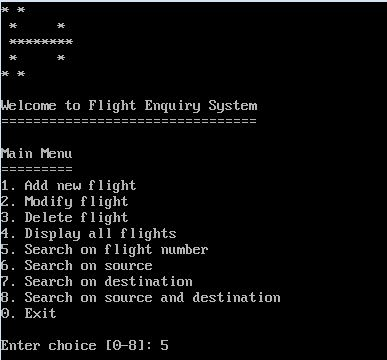 * *
 *     *
 ********
 *     *
* *
Welcome to Flight Enquiry System
================================
Main Menu
=========
1. Add new flight
2. Modify flight
3. Delete flight
4. Display all flights
5. Search on flight number
6. Search on source
7. Search on destination
8. Search on source and destination
0. Exit
Enter choice [0-8]: 5